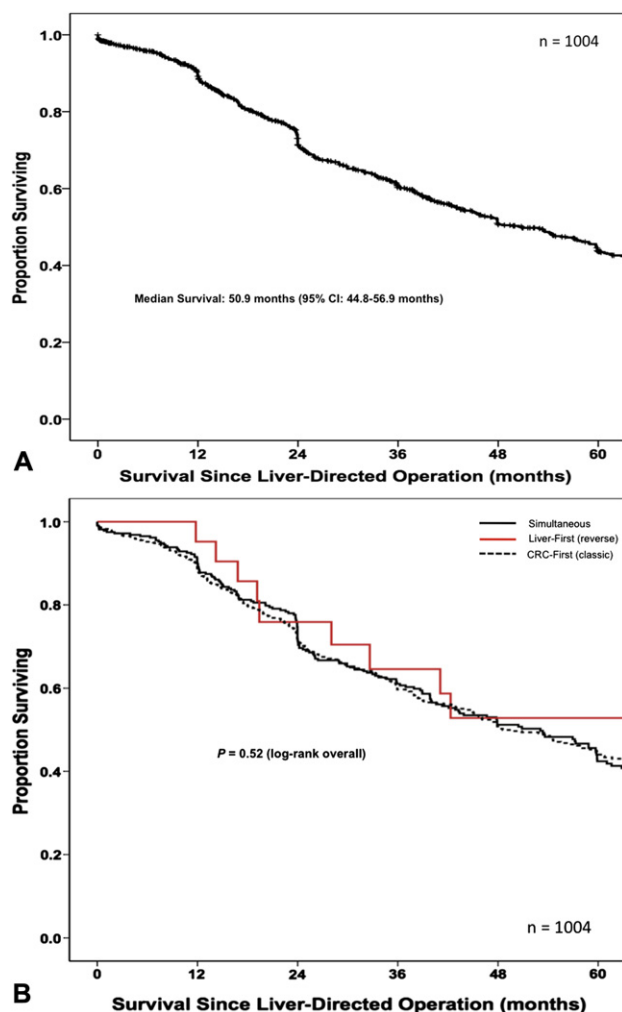 n = 1004
1.0
0.8
0.6
0.4
0.2
0.0
Proportion Surviving
Median Survival: 50.9 months (95% CI: 44.8-56.9 months)
0 12 24 36 48 60
A
Survival Since Liver-Directed Operation (months)
Simultaneous
Liver-First (reverse)
CRC-First (classic)
1.0
0.8
0.6
0.4
0.2
0.0
Proportion Surviving
P = 0.52 (log-rank overall)
n = 1004
0 12 24 36 48 60
B
Survival Since Liver-Directed Operation (months)